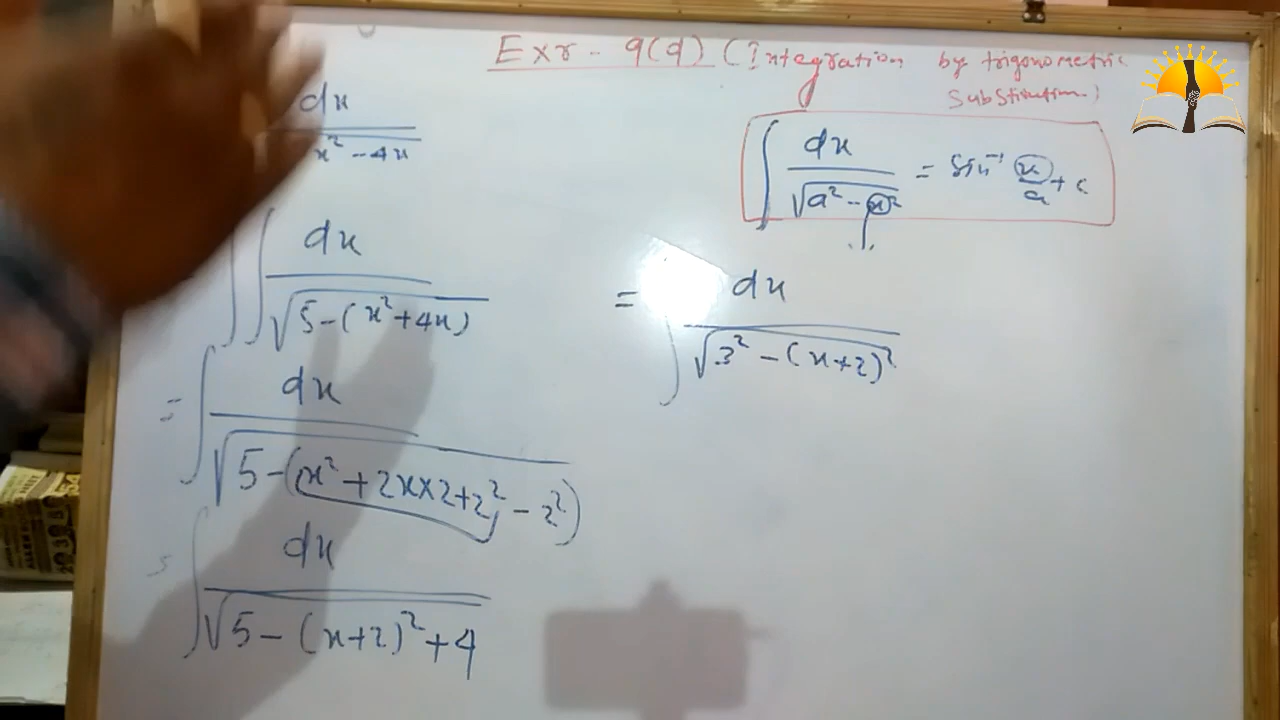 Exr - 9(q) (Integration by trigonometric
substitution)
dx
x² - 4x
∫ dx / √a² - x² = sin⁻¹ x/a + c
∫ dx / √5-(x²+4x)
= ∫ dx / √3² - (x+2)²
= ∫ dx / √5-(x²+2x×2+2² - 2²)
= ∫ dx / √5 - (x+2)² + 4